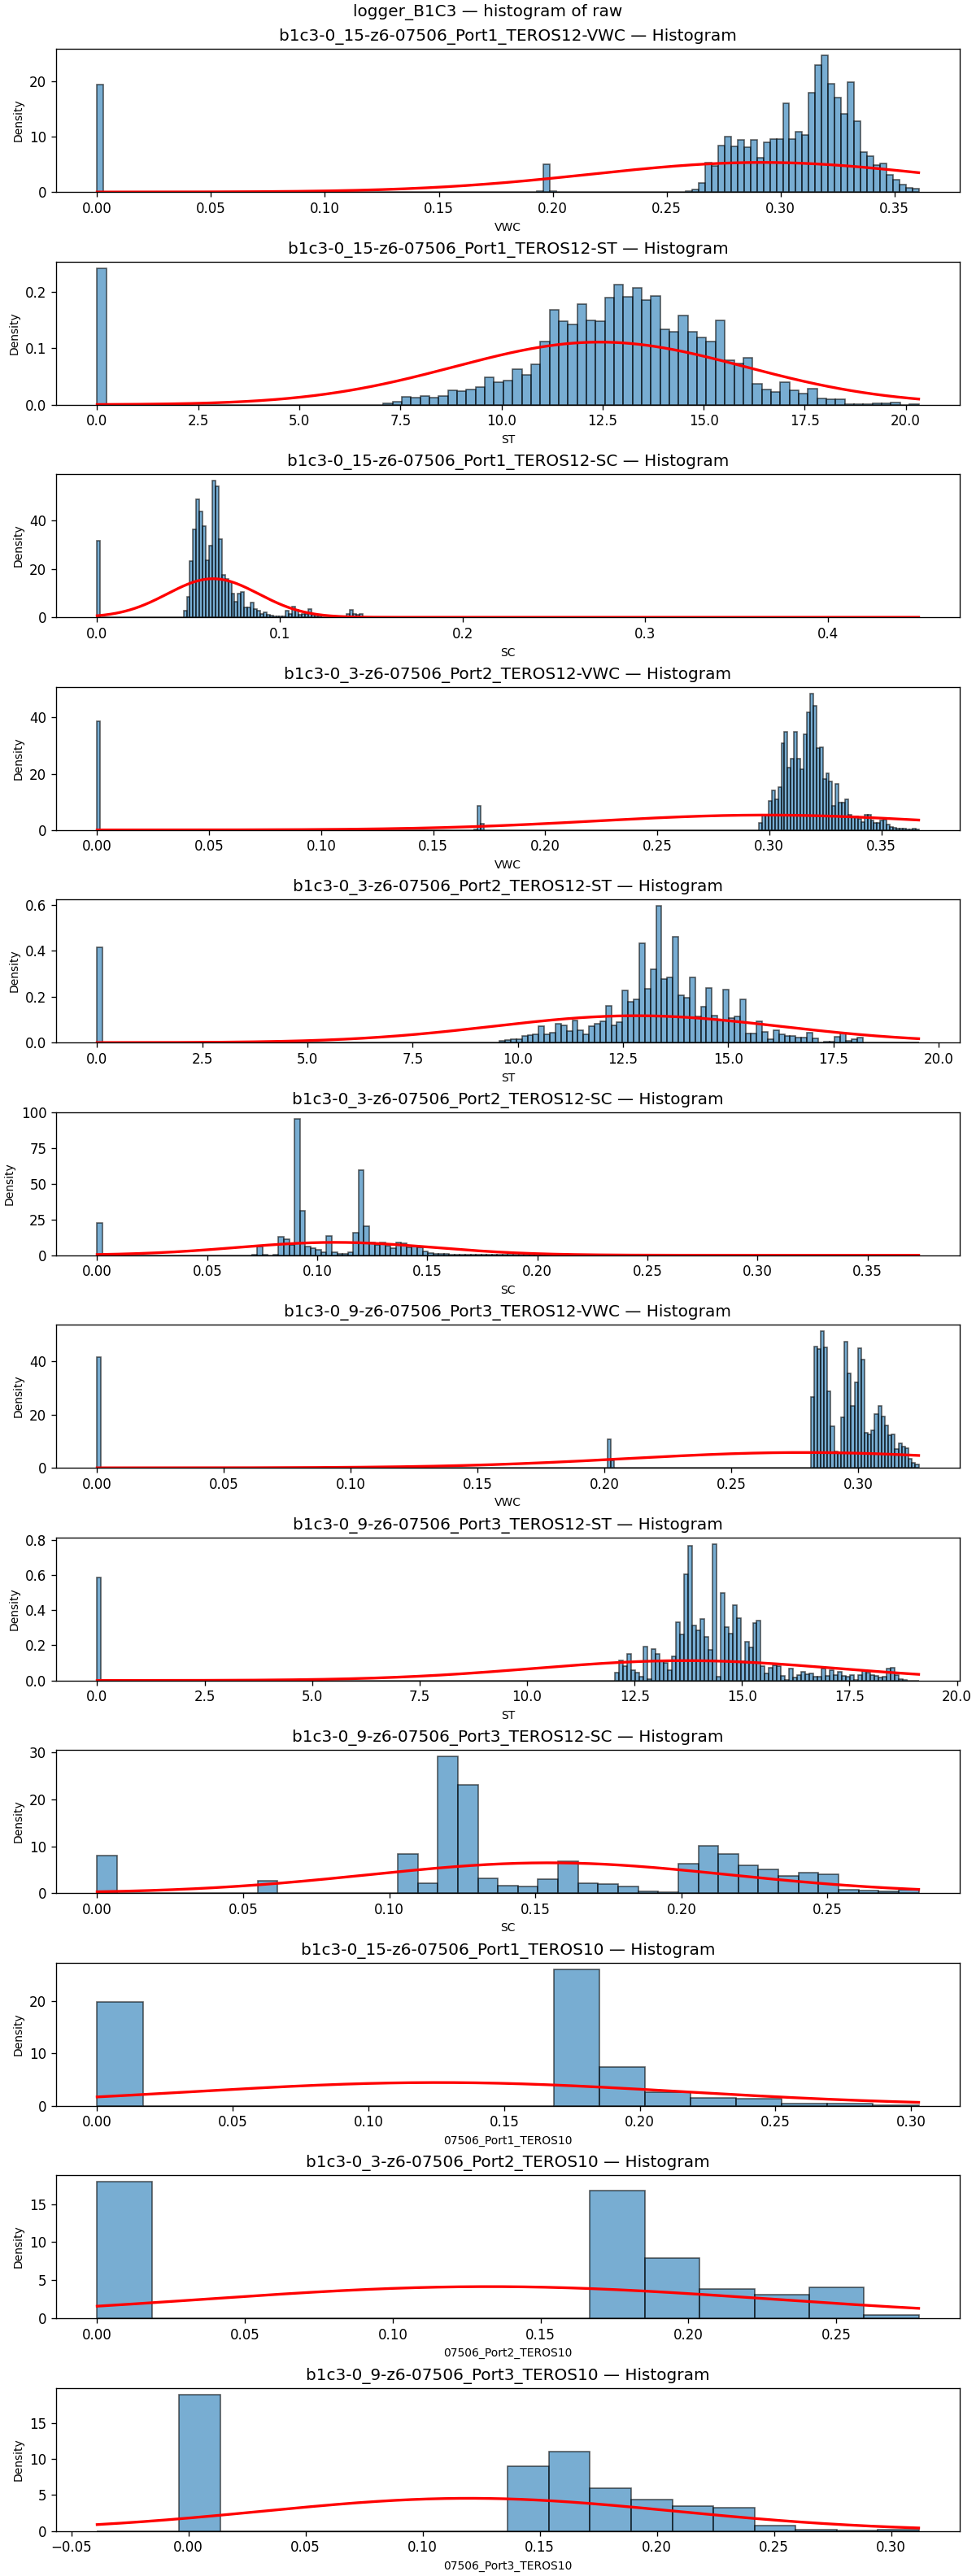 logger_B1C3 — histogram of raw
b1c3-0_15-z6-07506_Port1_TEROS12-VWC — Histogram
Density
20
10
0
0.00 0.05 0.10 0.15 0.20 0.25 0.30 0.35
VWC
b1c3-0_15-z6-07506_Port1_TEROS12-ST — Histogram
Density
0.2
0.1
0.0
0.0 2.5 5.0 7.5 10.0 12.5 15.0 17.5 20.0
ST
b1c3-0_15-z6-07506_Port1_TEROS12-SC — Histogram
Density
40
20
0
0.0 0.1 0.2 0.3 0.4
SC
b1c3-0_3-z6-07506_Port2_TEROS12-VWC — Histogram
Density
40
20
0
0.00 0.05 0.10 0.15 0.20 0.25 0.30 0.35
VWC
b1c3-0_3-z6-07506_Port2_TEROS12-ST — Histogram
Density
0.6
0.4
0.2
0.0
0.0 2.5 5.0 7.5 10.0 12.5 15.0 17.5 20.0
ST
b1c3-0_3-z6-07506_Port2_TEROS12-SC — Histogram
Density
100
75
50
25
0
0.00 0.05 0.10 0.15 0.20 0.25 0.30 0.35
SC
b1c3-0_9-z6-07506_Port3_TEROS12-VWC — Histogram
Density
40
20
0
0.00 0.05 0.10 0.15 0.20 0.25 0.30
VWC
b1c3-0_9-z6-07506_Port3_TEROS12-ST — Histogram
Density
0.8
0.6
0.4
0.2
0.0
0.0 2.5 5.0 7.5 10.0 12.5 15.0 17.5 20.0
ST
b1c3-0_9-z6-07506_Port3_TEROS12-SC — Histogram
Density
30
20
10
0
0.00 0.05 0.10 0.15 0.20 0.25
SC
b1c3-0_15-z6-07506_Port1_TEROS10 — Histogram
Density
20
10
0
0.00 0.05 0.10 0.15 0.20 0.25 0.30
07506_Port1_TEROS10
b1c3-0_3-z6-07506_Port2_TEROS10 — Histogram
Density
15
10
5
0
0.00 0.05 0.10 0.15 0.20 0.25
07506_Port2_TEROS10
b1c3-0_9-z6-07506_Port3_TEROS10 — Histogram
Density
15
10
5
0
−0.05 0.00 0.05 0.10 0.15 0.20 0.25 0.30
07506_Port3_TEROS10